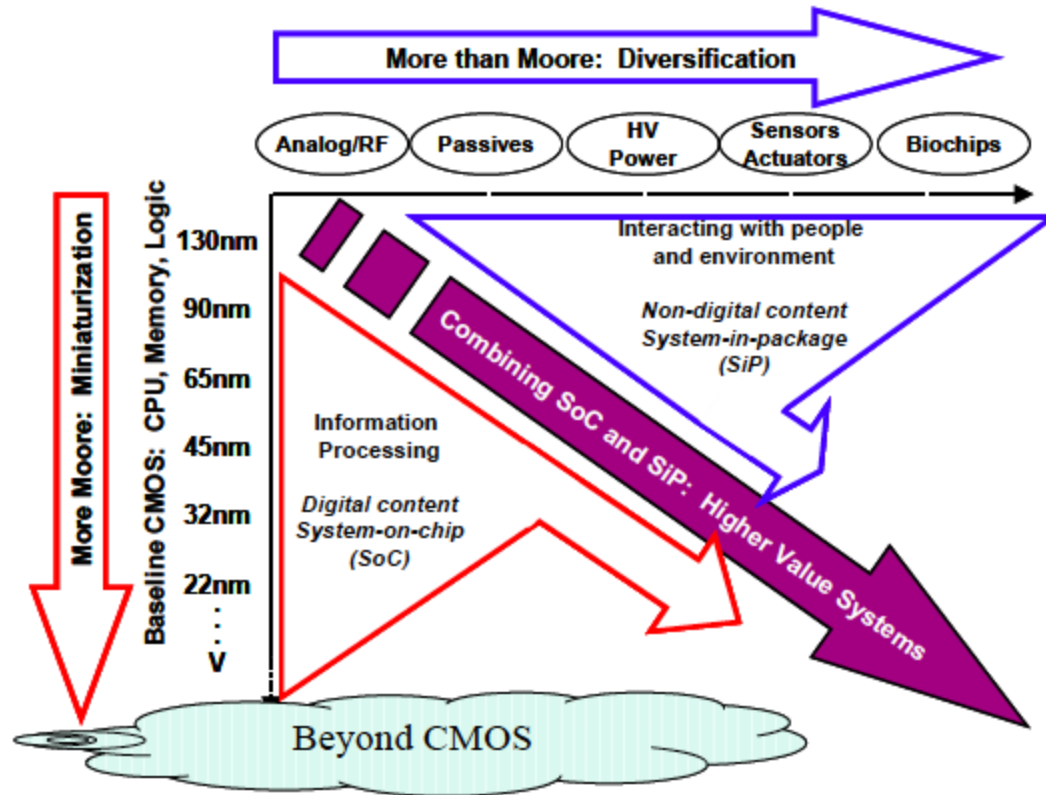 More than Moore: Diversification
Analog/RF
Passives
HV
Power
Sensors
Actuators
Biochips
More Moore: Miniaturization
Baseline CMOS: CPU, Memory, Logic
130nm
90nm
65nm
45nm
32nm
22nm
V
Interacting with people
and environment
Non-digital content
System-in-package
(SiP)
Combining SoC and SiP: Higher Value Systems
Information
Processing
Digital content
System-on-chip
(SoC)
Beyond CMOS